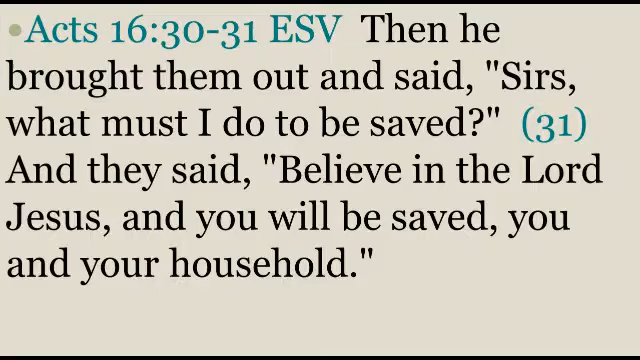 •Acts 16:30-31 ESV  Then he
brought them out and said, "Sirs,
what must I do to be saved?"  (31)
And they said, "Believe in the Lord
Jesus, and you will be saved, you
and your household."